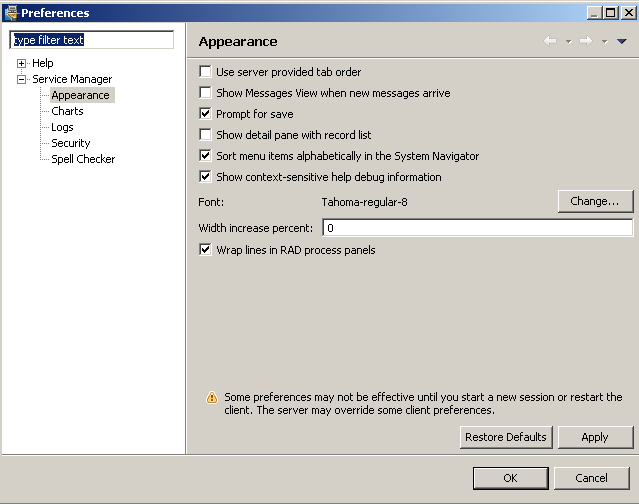 Preferences
type filter text
Help
Service Manager
Appearance
Charts
Logs
Security
Spell Checker
Appearance
Use server provided tab order
Show Messages View when new messages arrive
Prompt for save
Show detail pane with record list
Sort menu items alphabetically in the System Navigator
Show context-sensitive help debug information
Font: Tahoma-regular-8 Change...
Width increase percent: 0
Wrap lines in RAD process panels
Some preferences may not be effective until you start a new session or restart the
client. The server may override some client preferences.
Restore Defaults Apply
OK Cancel